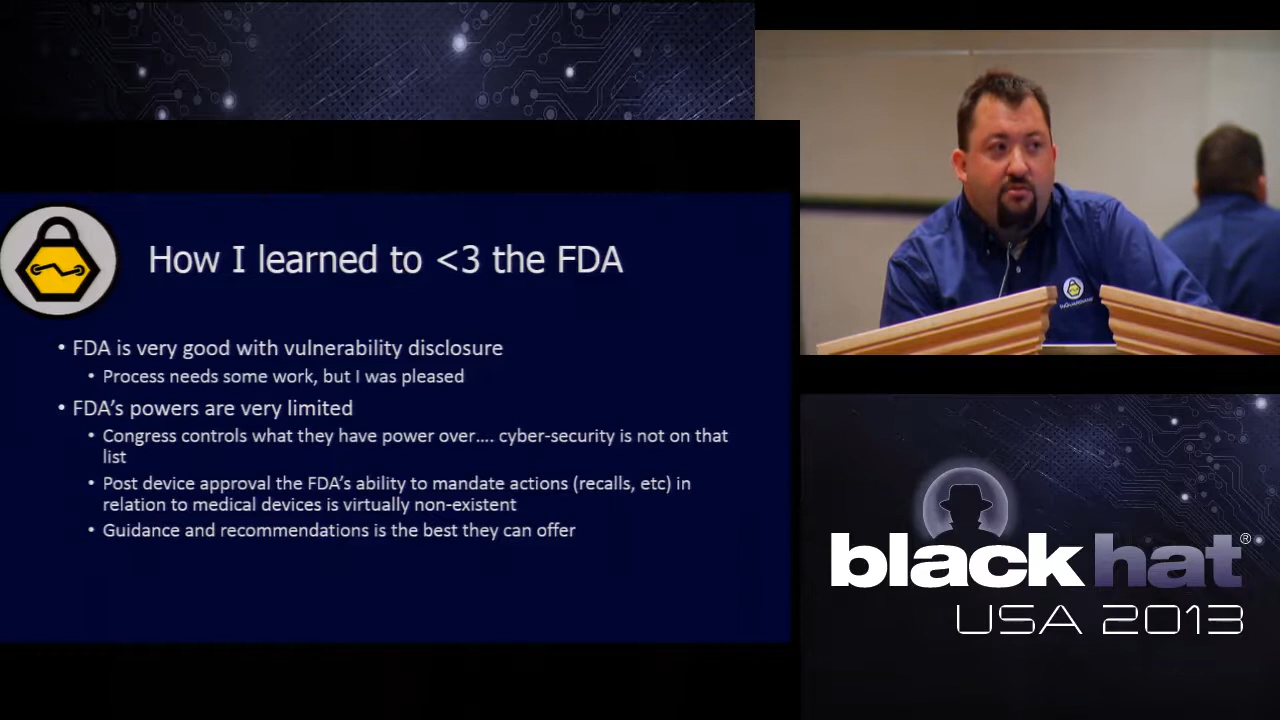 How I learned to <3 the FDA
• FDA is very good with vulnerability disclosure
• Process needs some work, but I was pleased
• FDA's powers are very limited
• Congress controls what they have power over.... cyber-security is not on that
list
• Post device approval the FDA's ability to mandate actions (recalls, etc) in
relation to medical devices is virtually non-existent
• Guidance and recommendations is the best they can offer
InGuardians
blackhat®
USA 2013